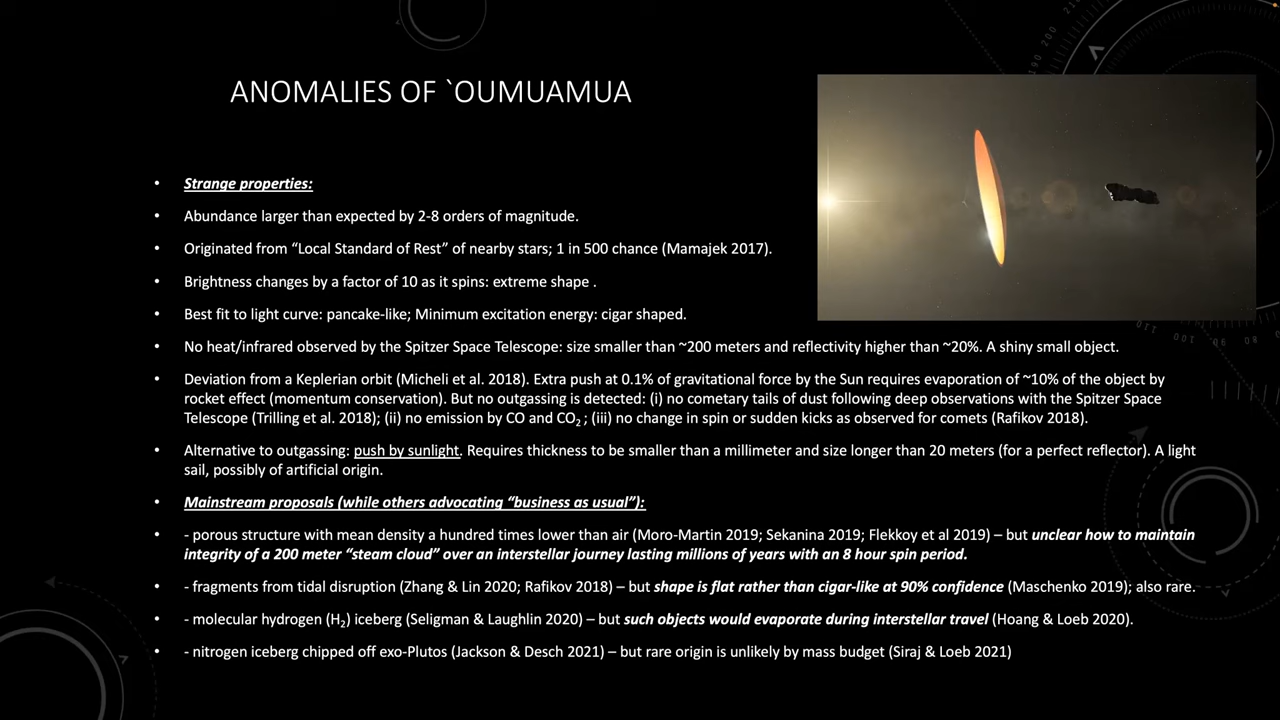 ANOMALIES OF `OUMUAMUA
• Strange properties:
• Abundance larger than expected by 2-8 orders of magnitude.
• Originated from “Local Standard of Rest” of nearby stars; 1 in 500 chance (Mamajek 2017).
• Brightness changes by a factor of 10 as it spins: extreme shape .
• Best fit to light curve: pancake-like; Minimum excitation energy: cigar shaped.
• No heat/infrared observed by the Spitzer Space Telescope: size smaller than ~200 meters and reflectivity higher than ~20%. A shiny small object.
• Deviation from a Keplerian orbit (Micheli et al. 2018). Extra push at 0.1% of gravitational force by the Sun requires evaporation of ~10% of the object by
rocket effect (momentum conservation). But no outgassing is detected: (i) no cometary tails of dust following deep observations with the Spitzer Space
Telescope (Trilling et al. 2018); (ii) no emission by CO and CO₂ ; (iii) no change in spin or sudden kicks as observed for comets (Rafikov 2018).
• Alternative to outgassing: push by sunlight. Requires thickness to be smaller than a millimeter and size longer than 20 meters (for a perfect reflector). A light
sail, possibly of artificial origin.
• Mainstream proposals (while others advocating “business as usual”):
• - porous structure with mean density a hundred times lower than air (Moro-Martin 2019; Sekanina 2019; Flekkoy et al 2019) – but unclear how to maintain
integrity of a 200 meter “steam cloud” over an interstellar journey lasting millions of years with an 8 hour spin period.
• - fragments from tidal disruption (Zhang & Lin 2020; Rafikov 2018) – but shape is flat rather than cigar-like at 90% confidence (Maschenko 2019); also rare.
• - molecular hydrogen (H₂) iceberg (Seligman & Laughlin 2020) – but such objects would evaporate during interstellar travel (Hoang & Loeb 2020).
• - nitrogen iceberg chipped off exo-Plutos (Jackson & Desch 2021) – but rare origin is unlikely by mass budget (Siraj & Loeb 2021)